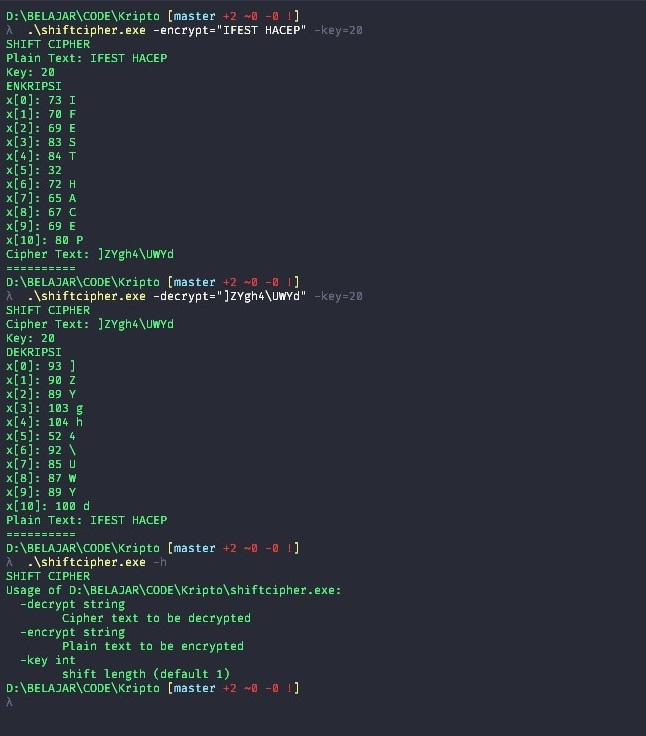 D:\BELAJAR\CODE\Kripto [master +2 ~0 -0 !]
λ .\shiftcipher.exe -encrypt="IFEST HACEP" -key=20
SHIFT CIPHER
Plain Text: IFEST HACEP
Key: 20
ENKRIPSI
x[0]: 73 I
x[1]: 70 F
x[2]: 69 E
x[3]: 83 S
x[4]: 84 T
x[5]: 32
x[6]: 72 H
x[7]: 65 A
x[8]: 67 C
x[9]: 69 E
x[10]: 80 P
Cipher Text: ]ZYgh4\UWYd
==========
D:\BELAJAR\CODE\Kripto [master +2 ~0 -0 !]
λ .\shiftcipher.exe -decrypt="]ZYgh4\UWYd" -key=20
SHIFT CIPHER
Cipher Text: ]ZYgh4\UWYd
Key: 20
DEKRIPSI
x[0]: 93 ]
x[1]: 90 Z
x[2]: 89 Y
x[3]: 103 g
x[4]: 104 h
x[5]: 52 4
x[6]: 92 \
x[7]: 85 U
x[8]: 87 W
x[9]: 89 Y
x[10]: 100 d
Plain Text: IFEST HACEP
==========
D:\BELAJAR\CODE\Kripto [master +2 ~0 -0 !]
λ .\shiftcipher.exe -h
SHIFT CIPHER
Usage of D:\BELAJAR\CODE\Kripto\shiftcipher.exe:
-decrypt string
Cipher text to be decrypted
-encrypt string
Plain text to be encrypted
-key int
shift length (default 1)
D:\BELAJAR\CODE\Kripto [master +2 ~0 -0 !]
λ